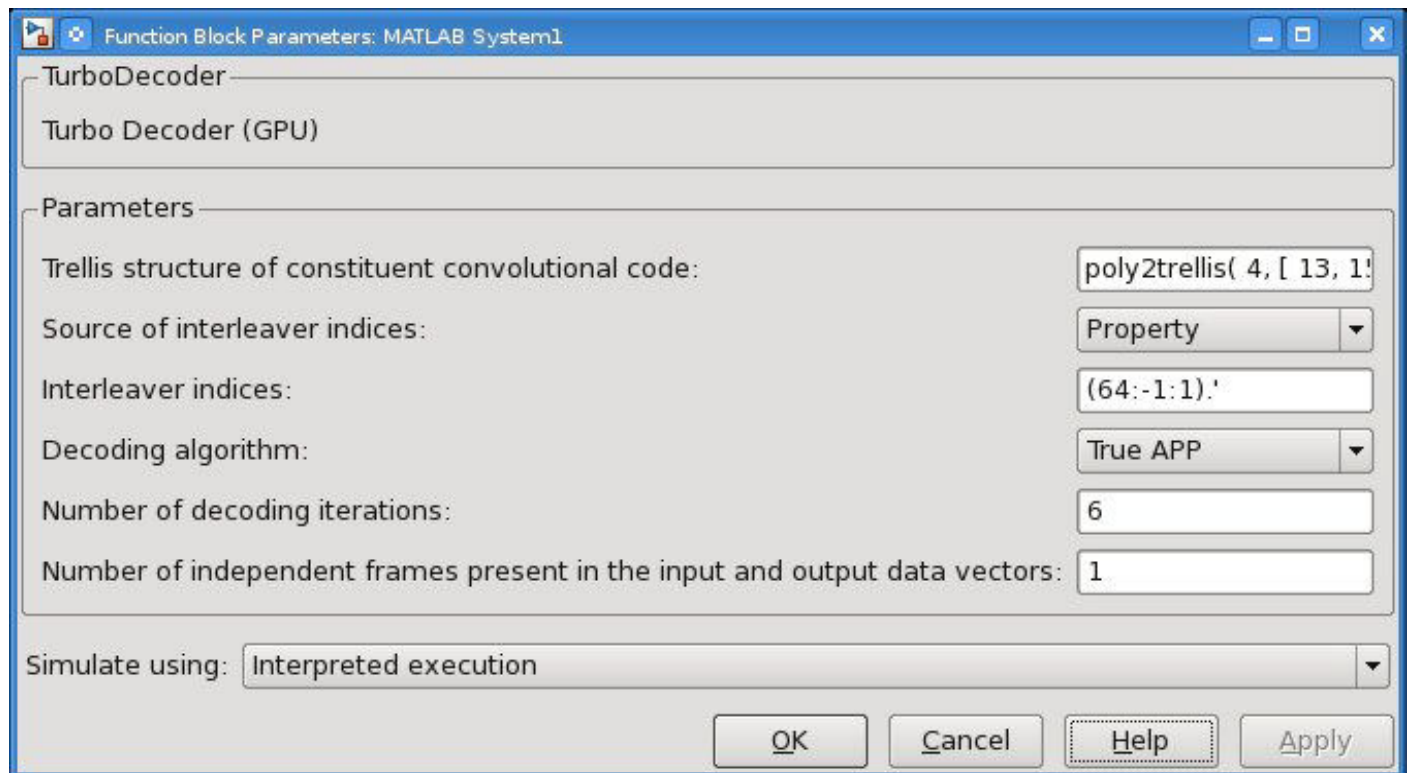 Function Block Parameters: MATLAB System1
TurboDecoder
Turbo Decoder (GPU)
Parameters
Trellis structure of constituent convolutional code: poly2trellis( 4, [ 13, 1
Source of interleaver indices: Property
Interleaver indices: (64:-1:1).'
Decoding algorithm: True APP
Number of decoding iterations: 6
Number of independent frames present in the input and output data vectors: 1
Simulate using: Interpreted execution
OK Cancel Help Apply